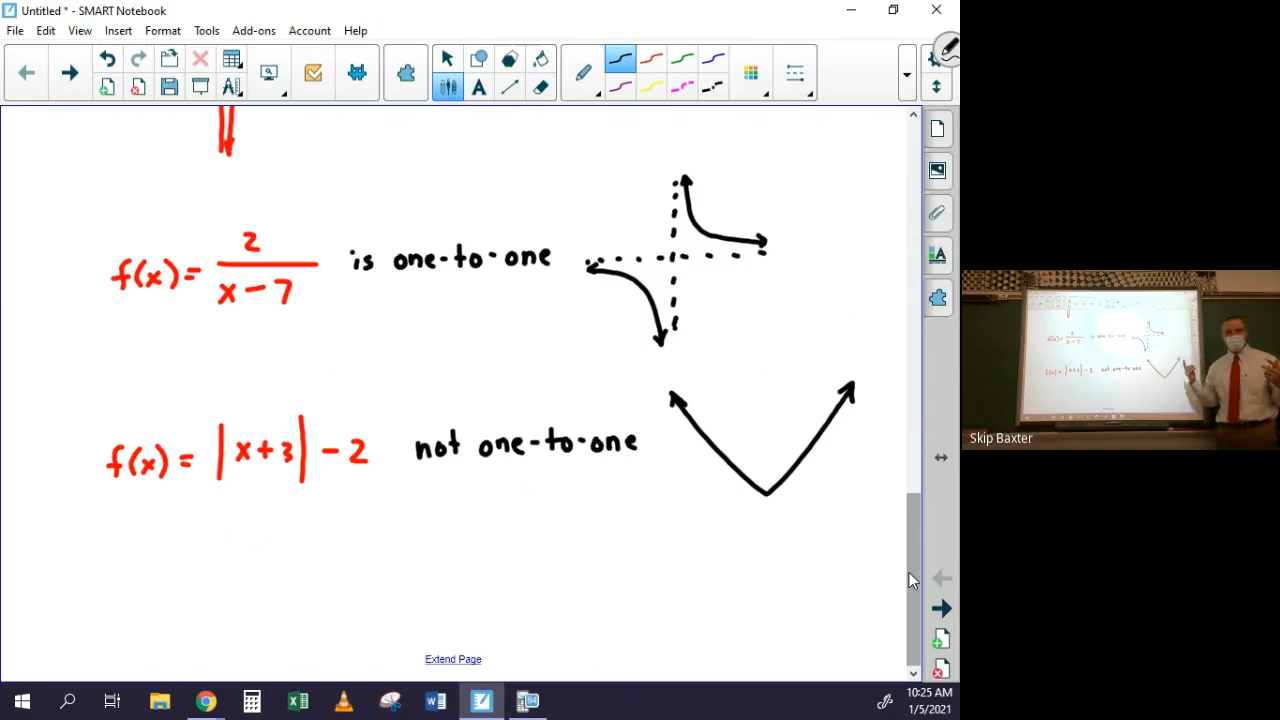 Untitled * - SMART Notebook
File Edit View Insert Format Tools Add-ons Account Help
f(x) = 2 / (x - 7) is one-to-one
f(x) = |x+3| - 2 not one-to-one
Extend Page
Skip Baxter
10:25 AM
1/5/2021